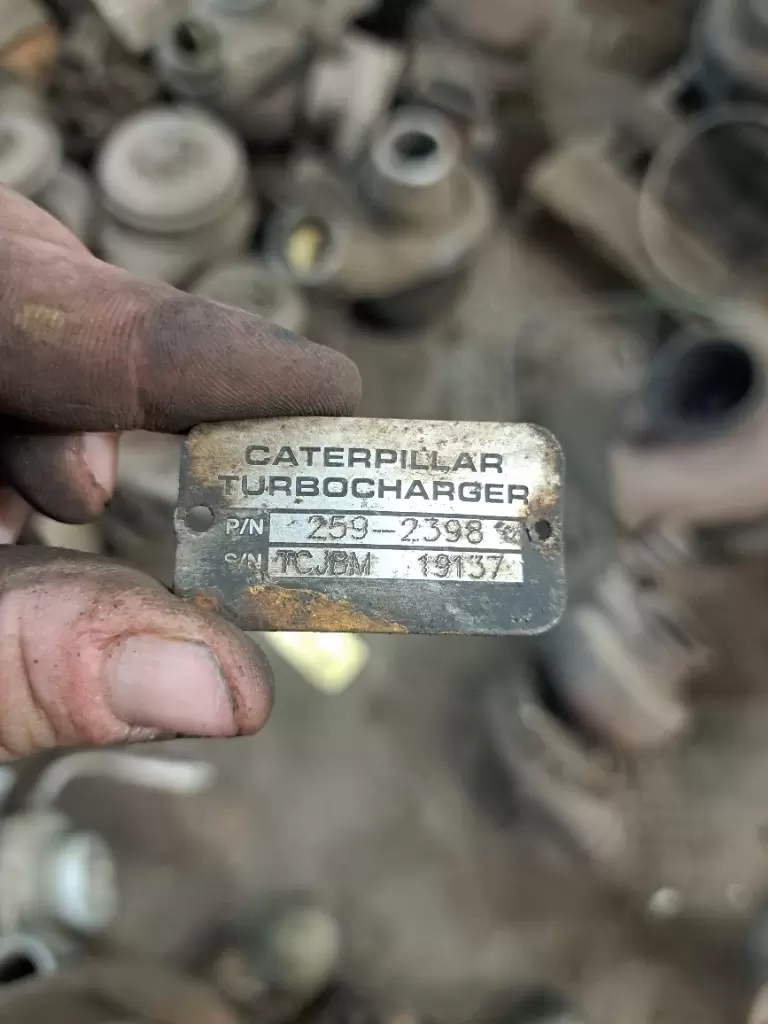 CATERPILLAR
TURBOCHARGER
P/N 259-2398
S/N TCJBM 19137